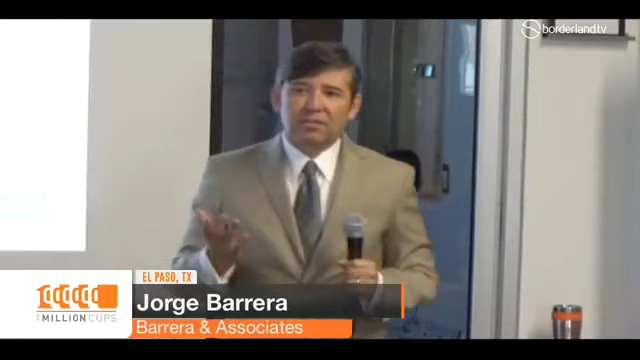 borderland.tv
EL PASO, TX
Jorge Barrera
Barrera & Associates
1 MILLION CUPS